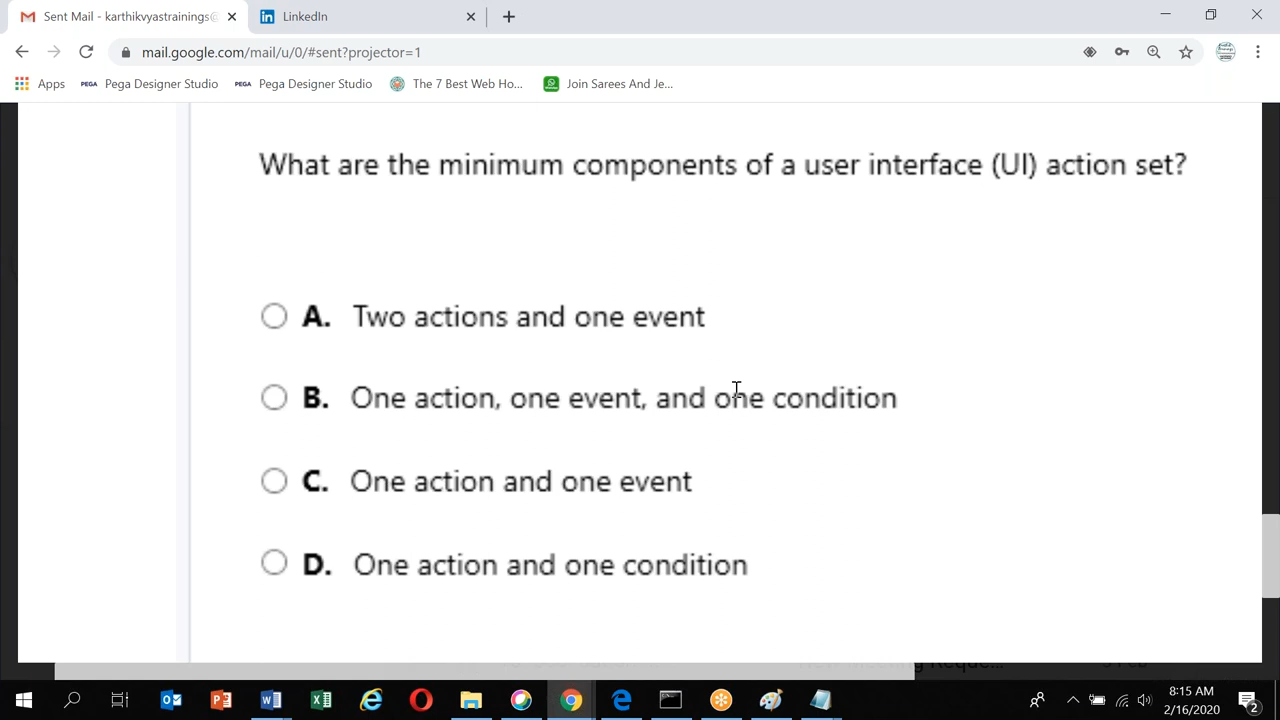 Sent Mail - karthikvyastrainings@
LinkedIn
mail.google.com/mail/u/0/#sent?projector=1
Apps
PEGA Pega Designer Studio
PEGA Pega Designer Studio
The 7 Best Web Ho...
Join Sarees And Je...
What are the minimum components of a user interface (UI) action set?
A. Two actions and one event
B. One action, one event, and one condition
C. One action and one event
D. One action and one condition
8:15 AM
2/16/2020
2